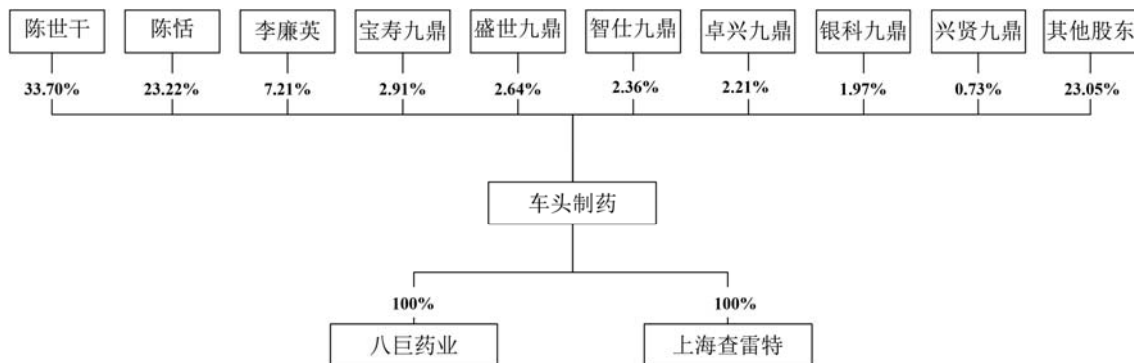 陈世干 陈恬 李廉英 宝寿九鼎 盛世九鼎 智仕九鼎 卓兴九鼎 银科九鼎 兴贤九鼎 其他股东
33.70% 23.22% 7.21% 2.91% 2.64% 2.36% 2.21% 1.97% 0.73% 23.05%
车头制药
100% 100%
八巨药业 上海查雷特